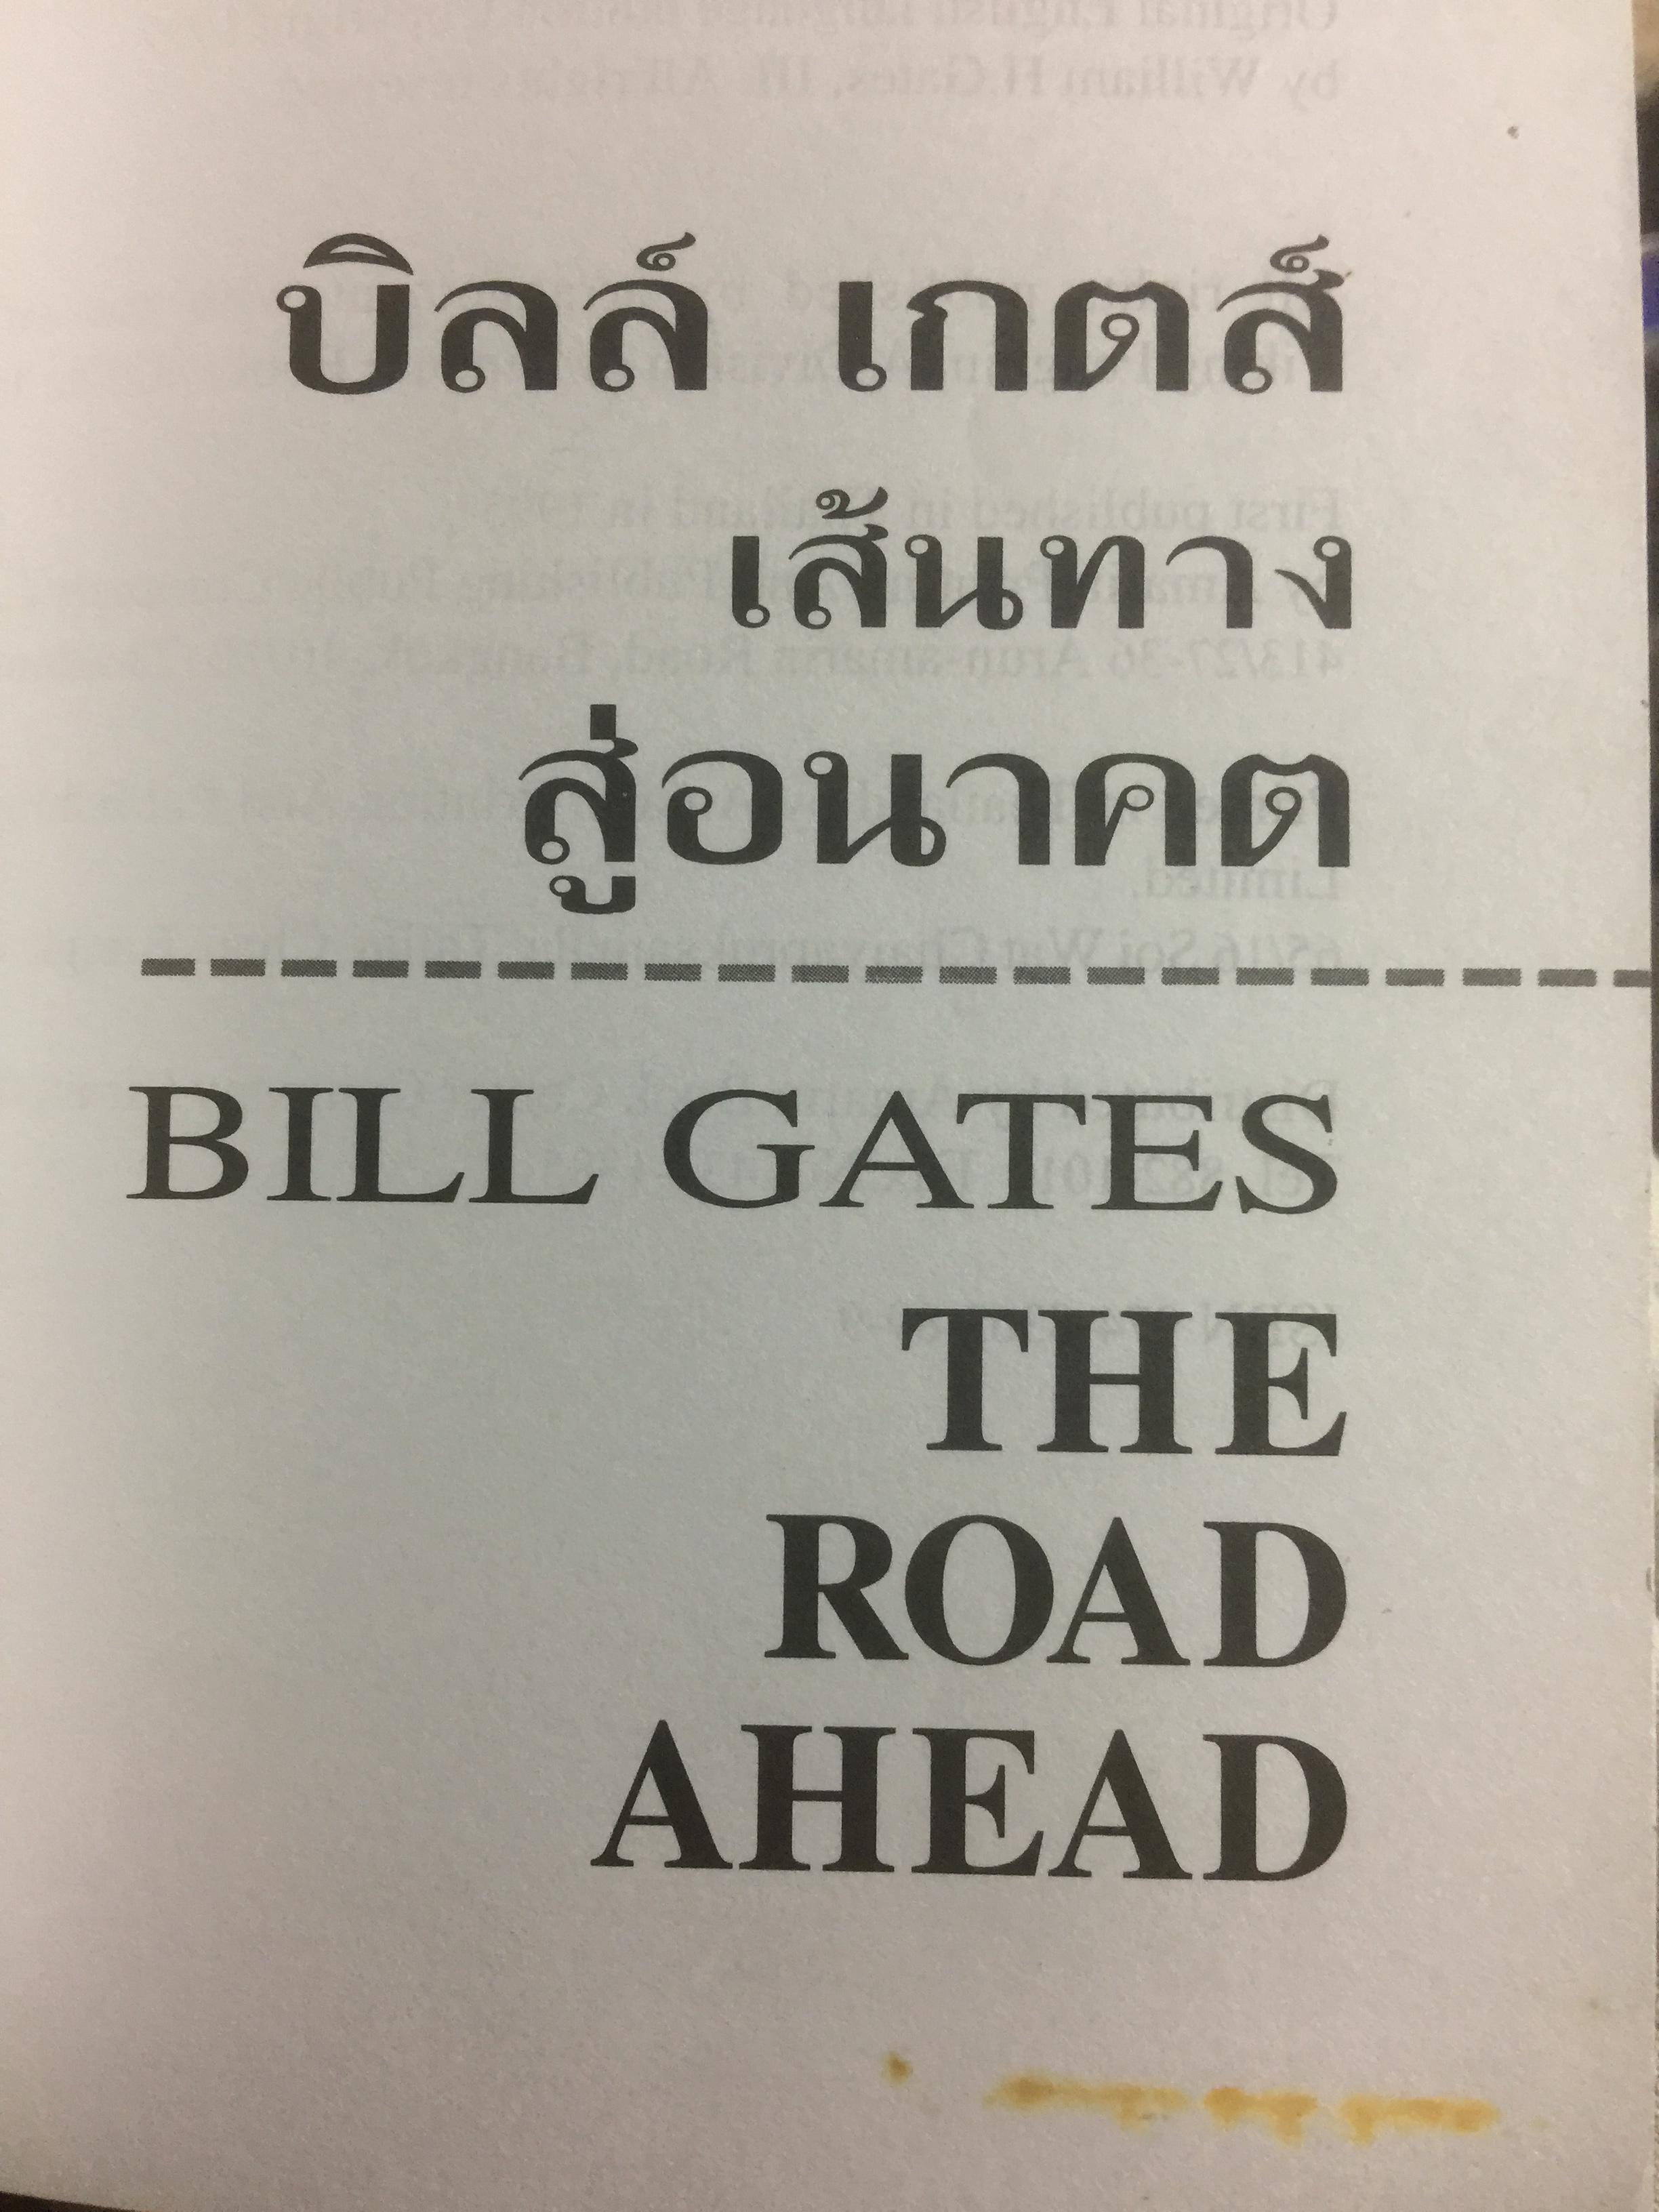 บิลล์ เกตส์
เส้นทาง
สู่อนาคต
BILL GATES
THE
ROAD
AHEAD